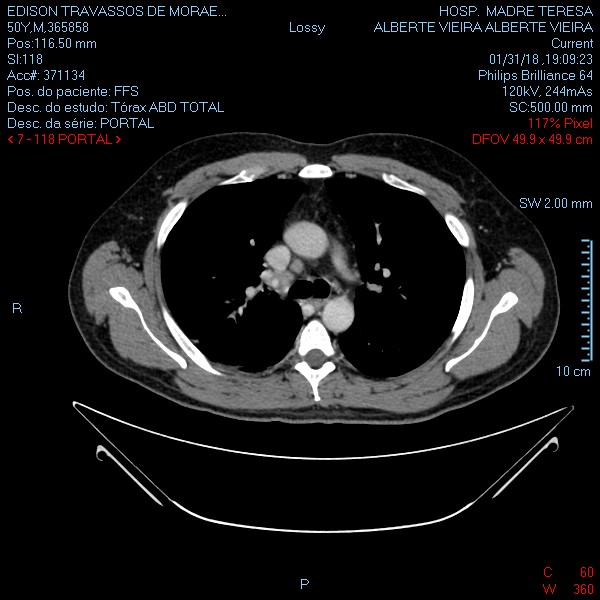 EDISON TRAVASSOS DE MORAE...
50Y,M,365858
Pos:116.50 mm
SI:118
Acc#: 371134
Pos. do paciente: FFS
Desc. do estudo: Tórax ABD TOTAL
Desc. da série: PORTAL
< 7 - 118 PORTAL >
Lossy
HOSP. MADRE TERESA
ALBERTE VIEIRA ALBERTE VIEIRA
Current
01/31/18 ,19:09:23
Philips Brilliance 64
120kV, 244mAs
SC:500.00 mm
117% Pixel
DFOV 49.9 x 49.9 cm
SW 2.00 mm
R
10 cm
P
C 60
W 360